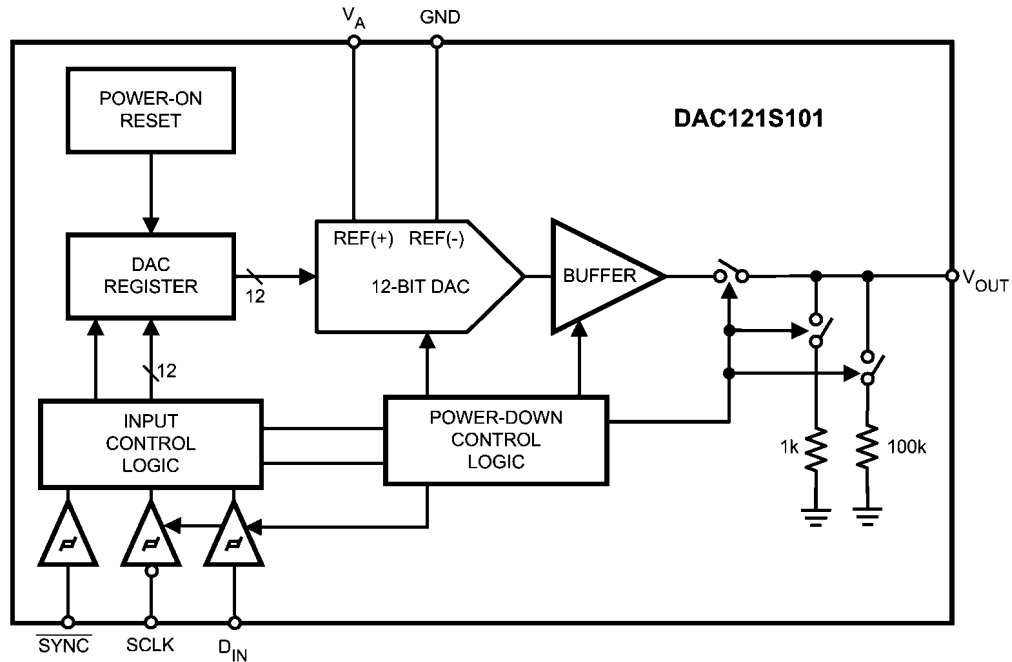 VA
GND
POWER-ON
RESET
DAC121S101
REF(+) REF(-)
DAC
REGISTER
12
12-BIT DAC
BUFFER
VOUT
12
INPUT
CONTROL
LOGIC
POWER-DOWN
CONTROL
LOGIC
1k
100k
SYNC
SCLK
DIN